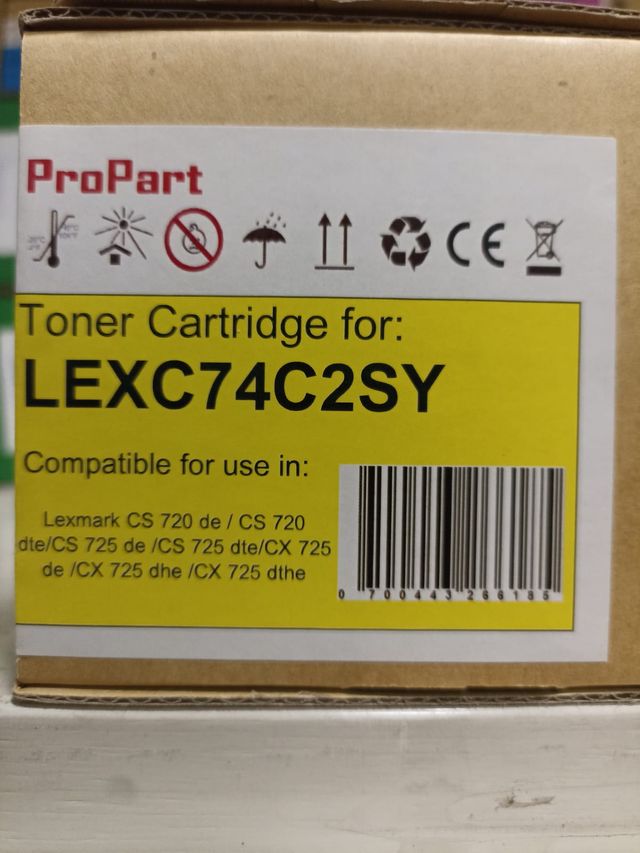 ProPart
CE
Toner Cartridge for:
LEXC74C2SY
Compatible for use in:
Lexmark CS 720 de / CS 720
dte/CS 725 de /CS 725 dte/CX 725
de /CX 725 dhe /CX 725 dthe
0 700443 266185